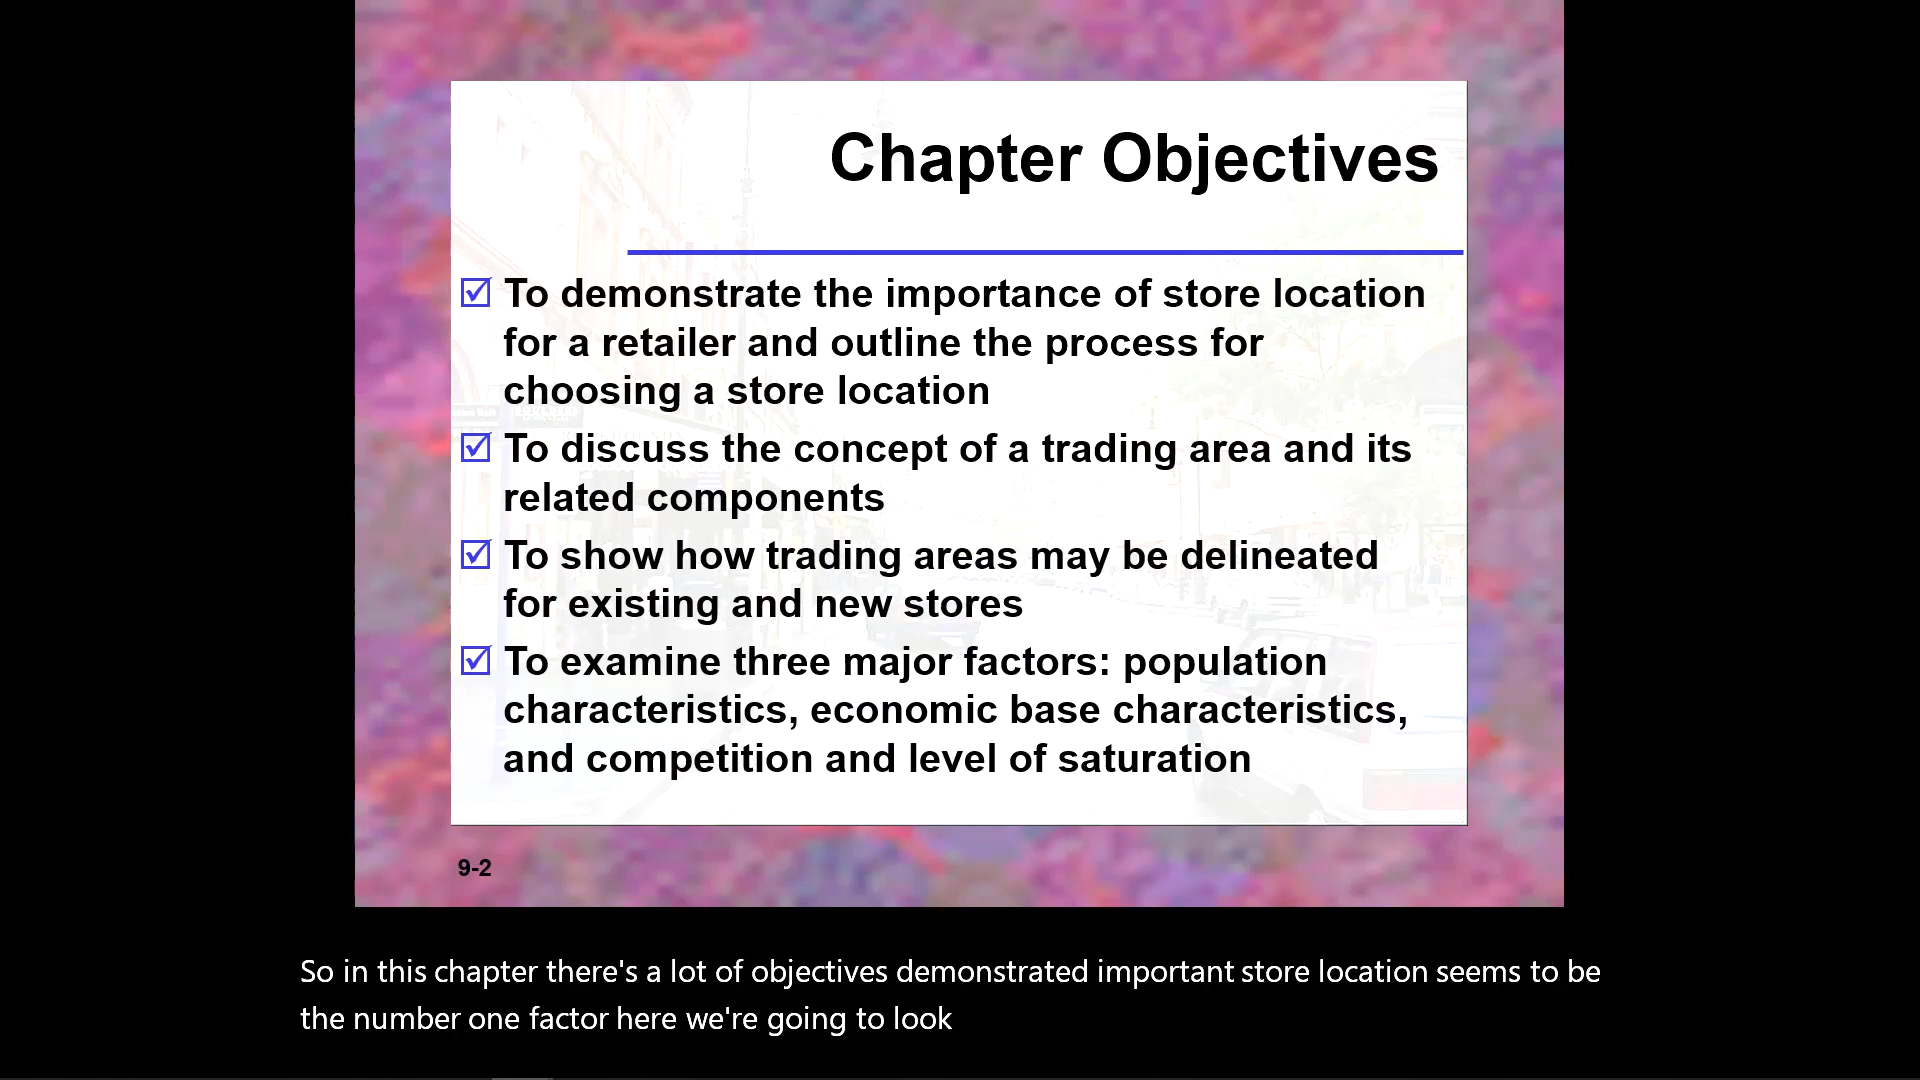 Chapter Objectives
To demonstrate the importance of store location
for a retailer and outline the process for
choosing a store location
To discuss the concept of a trading area and its
related components
To show how trading areas may be delineated
for existing and new stores
To examine three major factors: population
characteristics, economic base characteristics,
and competition and level of saturation
9-2
So in this chapter there's a lot of objectives demonstrated important store location seems to be
the number one factor here we're going to look